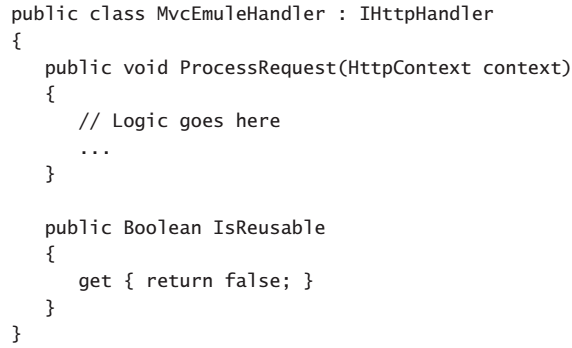 public class MvcEmuleHandler : IHttpHandler
{
   public void ProcessRequest(HttpContext context)
   {
      // Logic goes here
      ...
   }

   public Boolean IsReusable
   {
      get { return false; }
   }
}